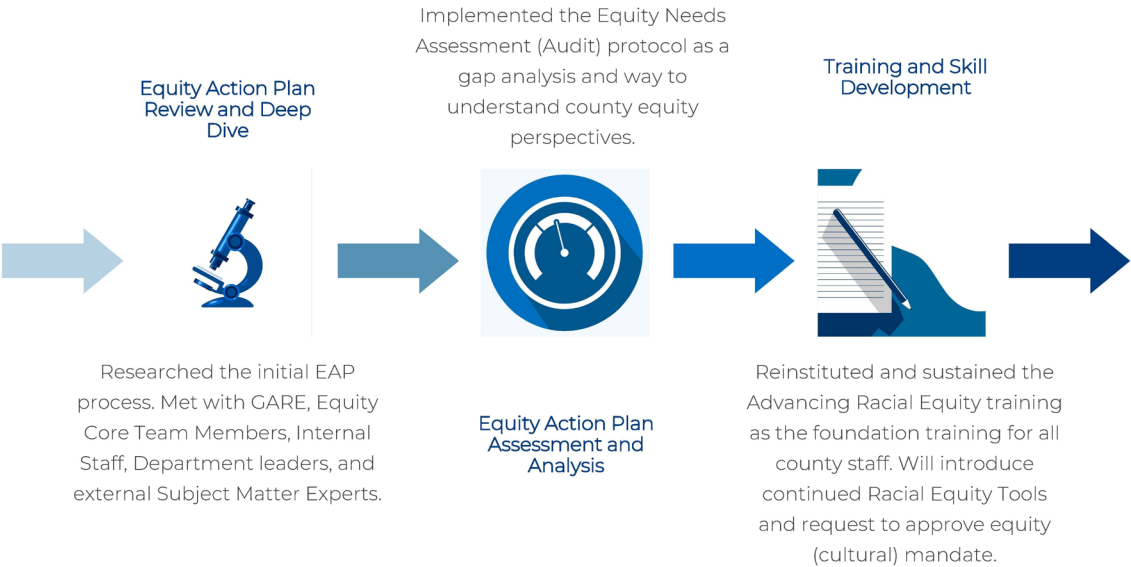 Equity Action Plan
Review and Deep
Dive
Researched the initial EAP
process. Met with GARE, Equity
Core Team Members, Internal
Staff, Department leaders, and
external Subject Matter Experts.
Implemented the Equity Needs
Assessment (Audit) protocol as a
gap analysis and way to
understand county equity
perspectives.
Equity Action Plan
Assessment and
Analysis
Training and Skill
Development
Reinstituted and sustained the
Advancing Racial Equity training
as the foundation training for all
county staff. Will introduce
continued Racial Equity Tools
and request to approve equity
(cultural) mandate.